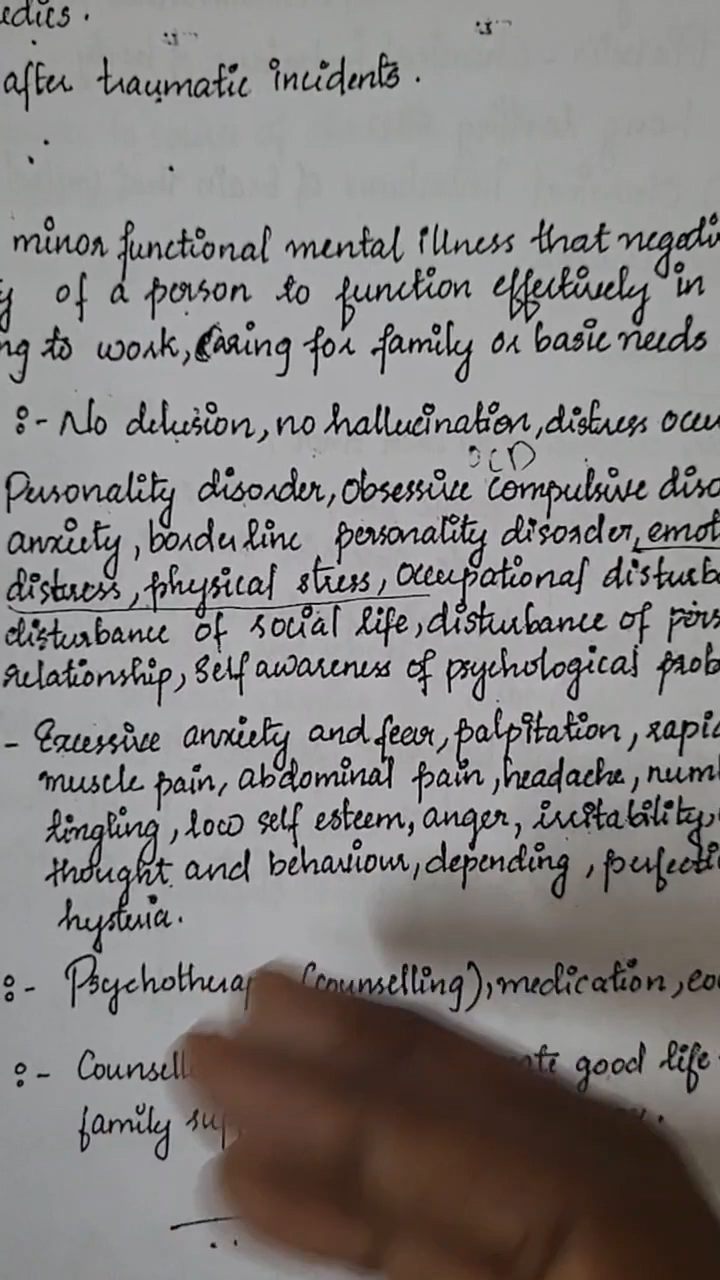 edics.
after traumatic incidents.
minor functional mental illness that negati
y of a person to function effectively in
ng to work, caring for family or basic needs
:- No delusion, no hallucination, distress occu
OCD
Personality disorder, Obsessive compulsive diso
anxiety, borderline personality disorder, emot
distress, physical stress, Occupational disturb
disturbance of social life, disturbance of pers
relationship, Self awareness of psychological prob
- Excessive anxiety and fear, palpitation, rapi
muscle pain, abdominal pain, headache, num
tingling, low self esteem, anger, irritability,
thought and behaviour, depending, perfecti
hysteria.
:- Psychotherap (counselling), medication, co
:- Counsell good life
family sup